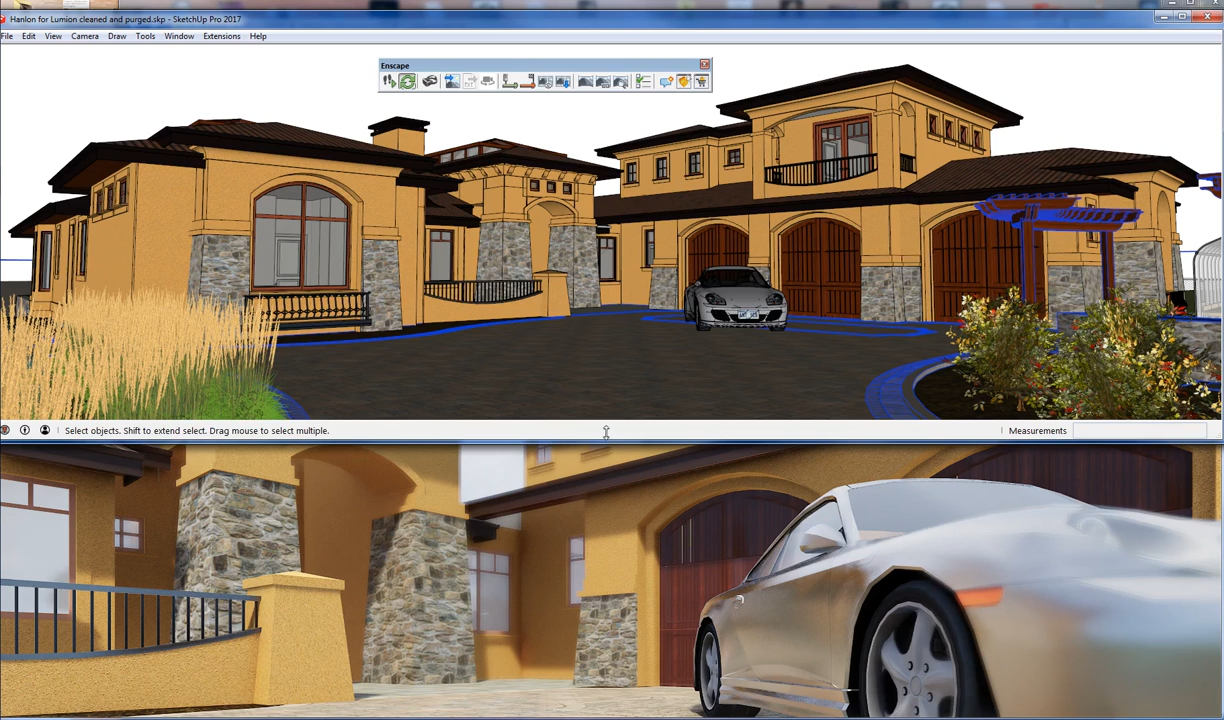 Hanlon for Lumion cleaned and purged.skp - SketchUp Pro 2017
File Edit View Camera Draw Tools Window Extensions Help
Enscape
Select objects. Shift to extend select. Drag mouse to select multiple.
Measurements